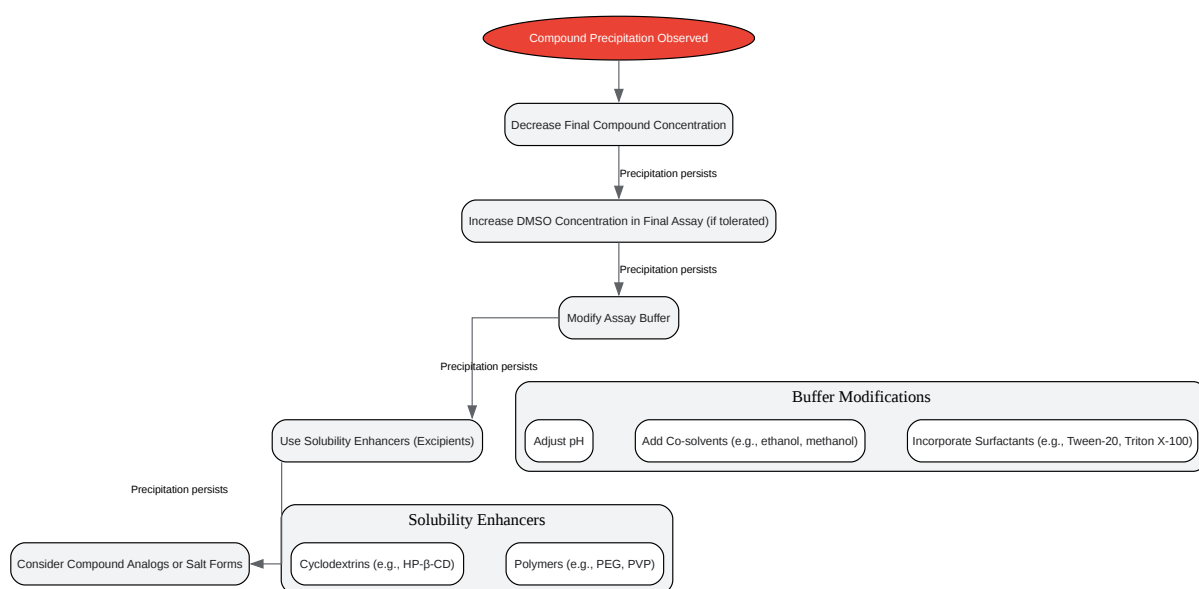 Compound Precipitation Observed
Decrease Final Compound Concentration
Precipitation persists
Increase DMSO Concentration in Final Assay (if tolerated)
Precipitation persists
Modify Assay Buffer
Precipitation persists
Buffer Modifications
Use Solubility Enhancers (Excipients)
Adjust pH
Add Co-solvents (e.g., ethanol, methanol)
Incorporate Surfactants (e.g., Tween-20, Triton X-100)
Precipitation persists
Solubility Enhancers
Consider Compound Analogs or Salt Forms
Cyclodextrins (e.g., HP-β-CD)
Polymers (e.g., PEG, PVP)